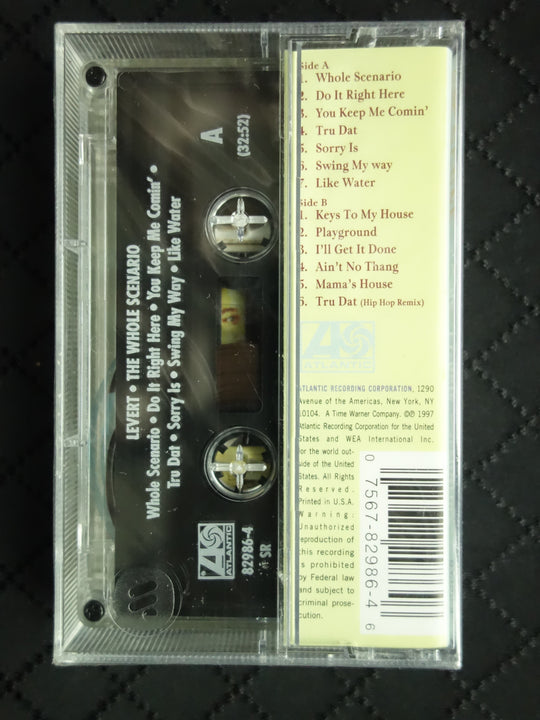 LEVERT • THE WHOLE SCENARIO
Whole Scenario • Do It Right Here • You Keep Me Comin' •
Tru Dat • Sorry Is • Swing My Way • Like Water
A
(32:52)
ATLANTIC
82986-4
SR
Side A
1. Whole Scenario
2. Do It Right Here
3. You Keep Me Comin'
4. Tru Dat
5. Sorry Is
6. Swing My way
7. Like Water
Side B
1. Keys To My House
2. Playground
3. I'll Get It Done
4. Ain't No Thang
5. Mama's House
6. Tru Dat (Hip Hop Remix)
ATLANTIC RECORDING CORPORATION, 1290
Avenue of the Americas, New York, NY
10104. A Time Warner Company. ©℗ 1997
Atlantic Recording Corporation for the United
States and WEA International Inc.
for the world out-
side of the United
States. All Rights
Reserved.
Printed in U.S.A.
Warning:
Unauthorized
reproduction of
this recording
is prohibited
by Federal law
and subject to
criminal prose-
cution.
0 7567-82986-4 6